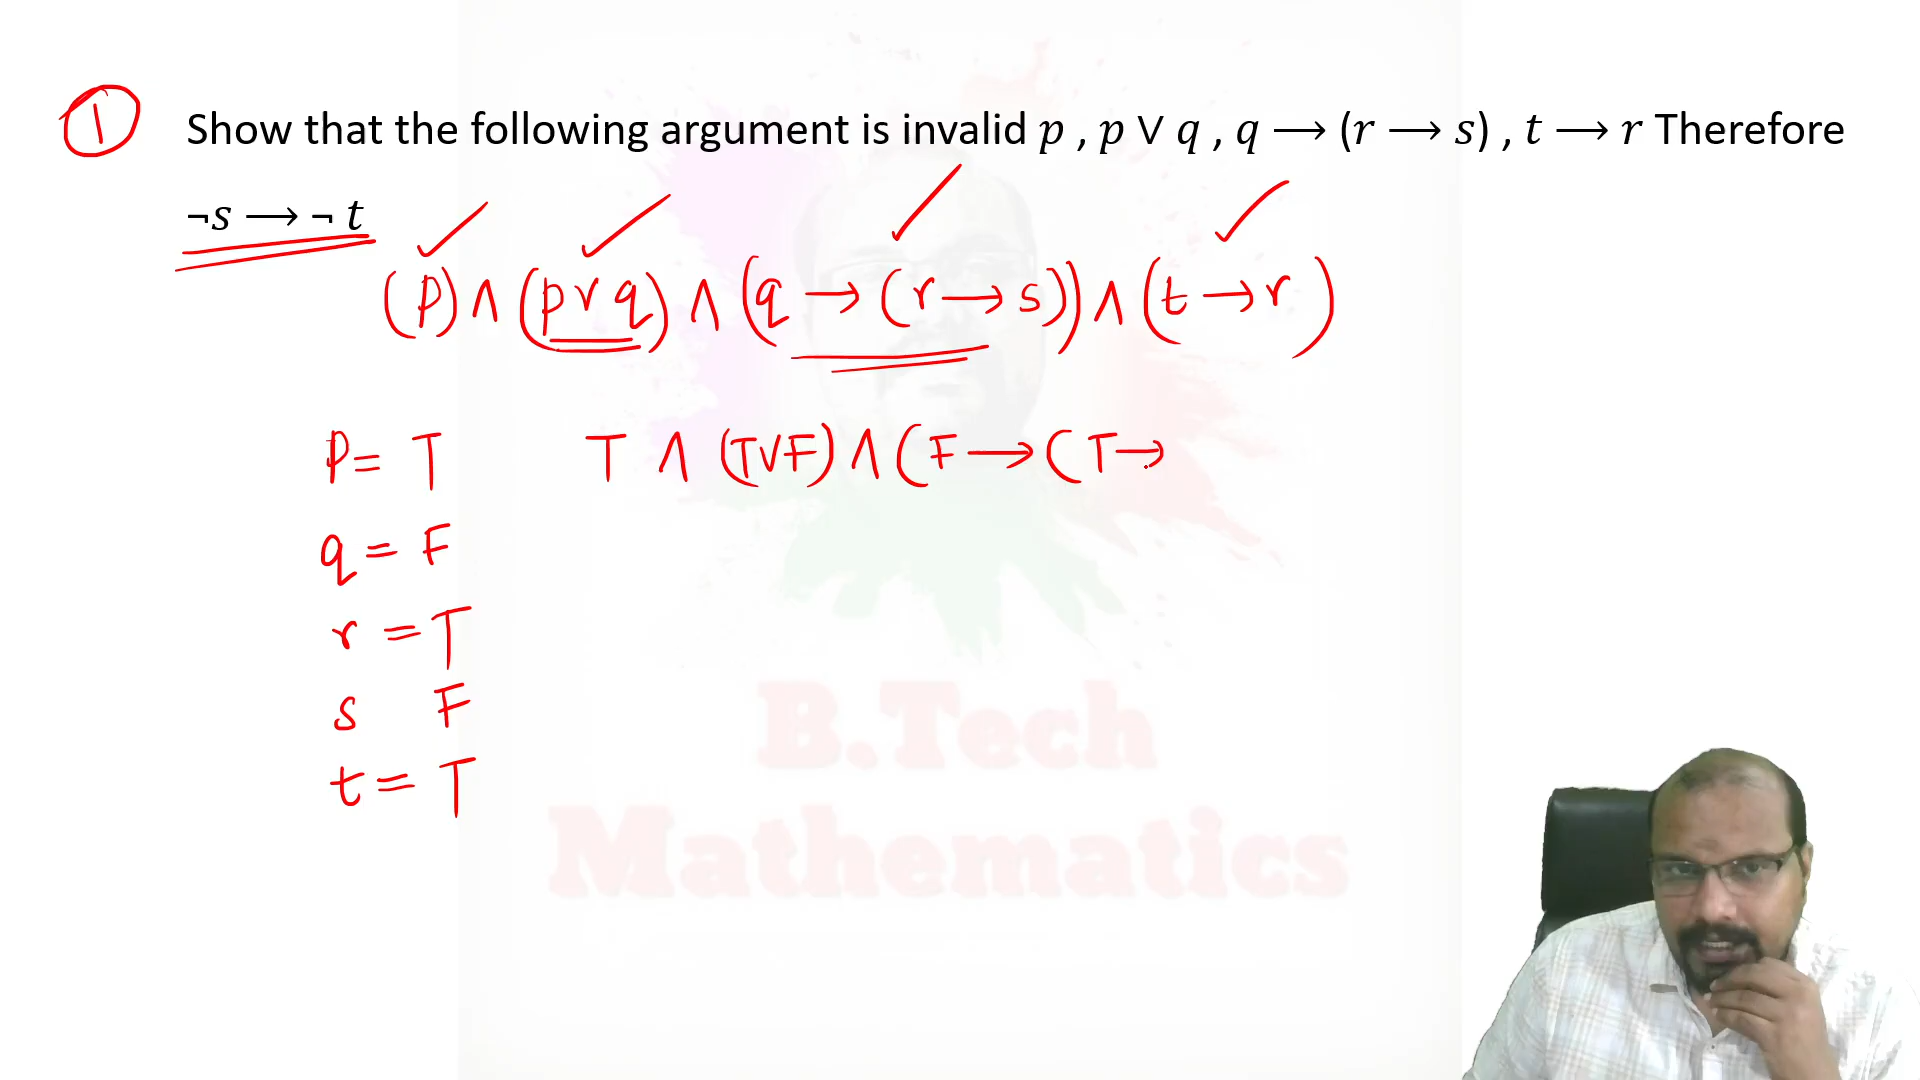 1 Show that the following argument is invalid 𝑝 , 𝑝 ∨ 𝑞 , 𝑞 ⟶ (𝑟 ⟶ 𝑠) , 𝑡 ⟶ 𝑟 Therefore
¬𝑠 ⟶ ¬ 𝑡
(p) ∧ (p ∨ q) ∧ (q → (r → s)) ∧ (t → r)
P = T T ∧ (T∨F) ∧ (F → (T →
q = F
r = T
s F
t = T
B.Tech
Mathematics